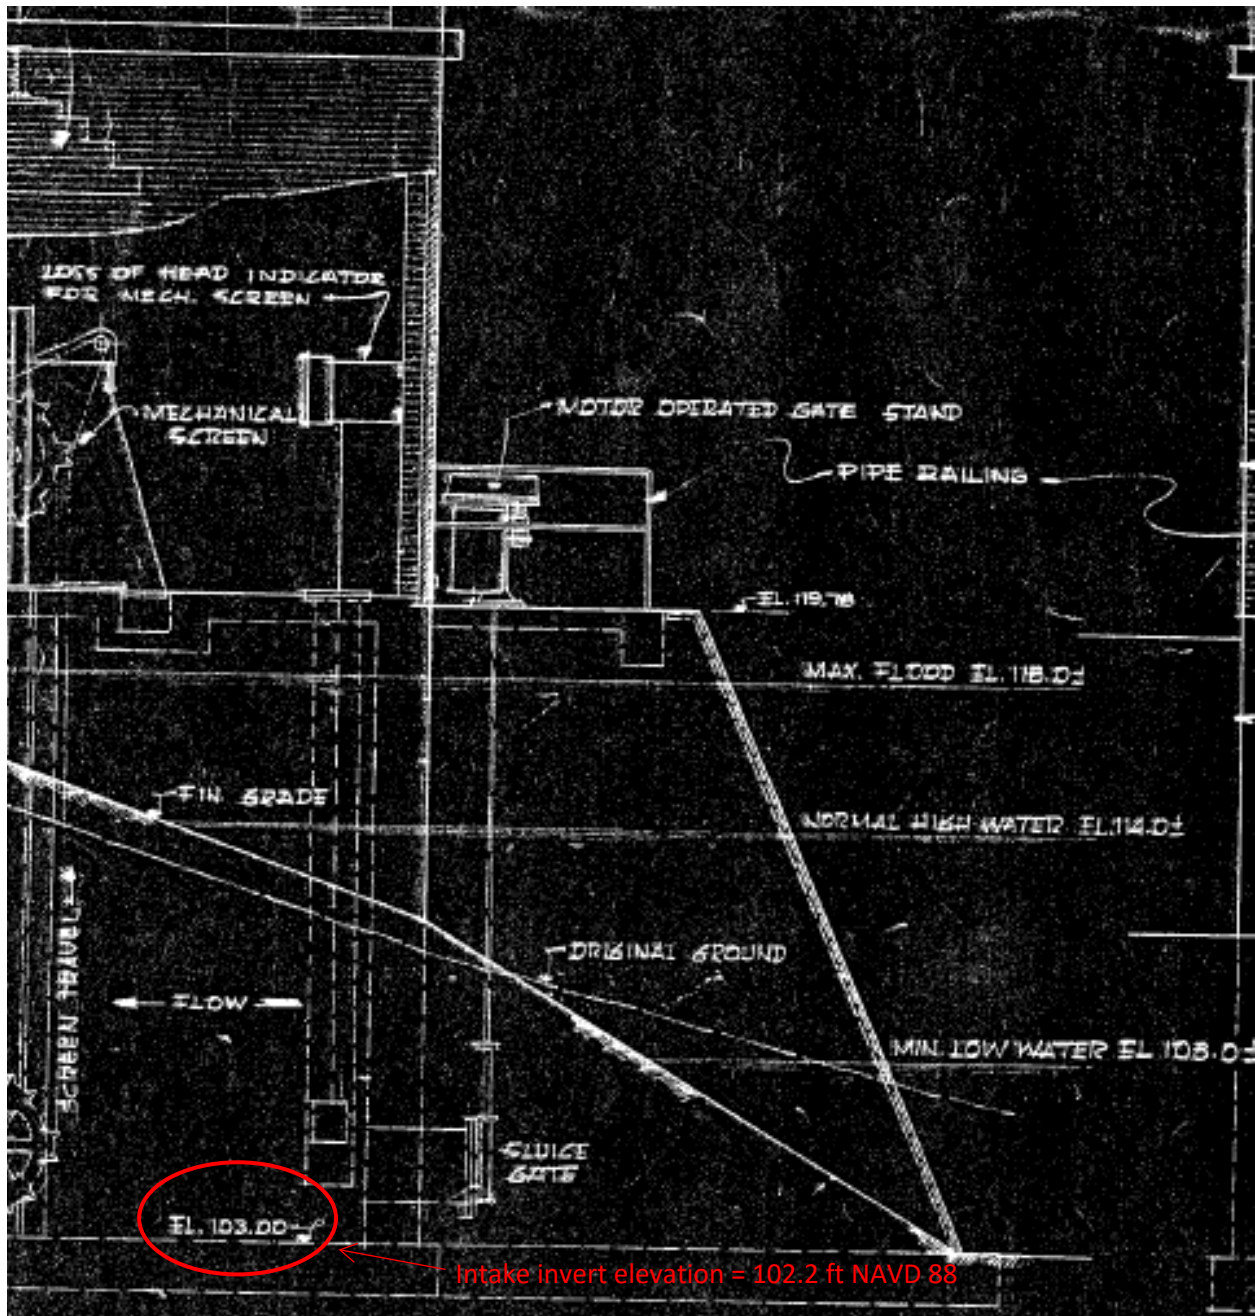 LOSS OF HEAD INDICATOR
FOR MECH. SCREEN
MECHANICAL
SCREEN
MOTOR OPERATED GATE STAND
PIPE RAILING
EL. 119.78
MAX. FLOOD EL. 118.0±
FIN. GRADE
NORMAL HIGH WATER EL. 114.0±
SCREEN TRAVEL
ORIGINAL GROUND
FLOW
MIN. LOW WATER EL 108.0±
SLUICE
GATE
EL. 103.00
Intake invert elevation = 102.2 ft NAVD 88